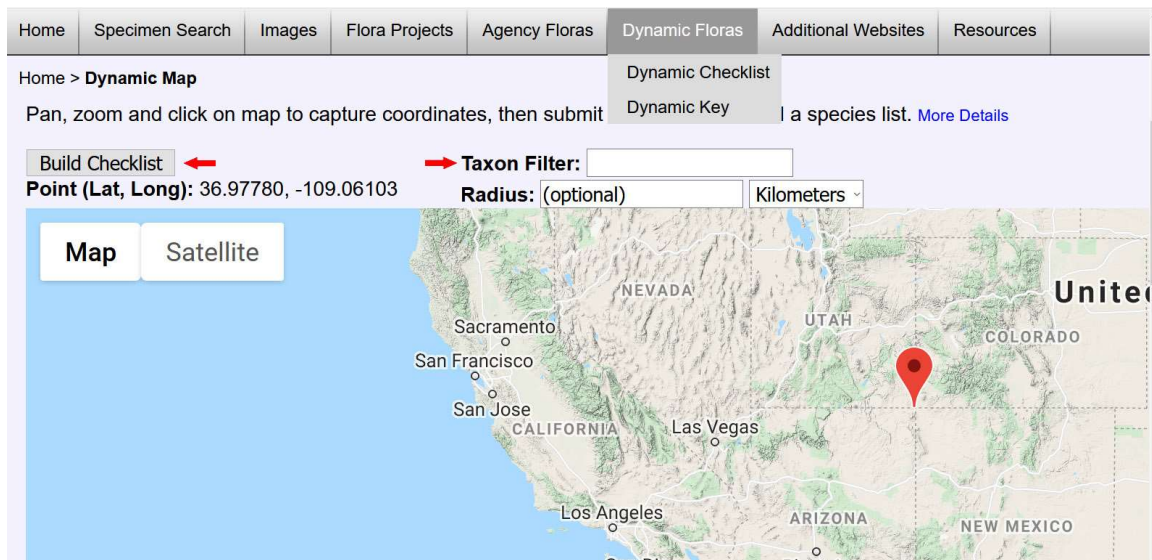 Home Specimen Search Images Flora Projects Agency Floras Dynamic Floras Additional Websites Resources
Dynamic Checklist
Dynamic Key
Home > Dynamic Map
Pan, zoom and click on map to capture coordinates, then submit a species list. More Details
Build Checklist Taxon Filter:
Point (Lat, Long): 36.97780, -109.06103 Radius: (optional) Kilometers
Map Satellite
NEVADA
United
Sacramento
UTAH
COLORADO
San Francisco
San Jose
CALIFORNIA
Las Vegas
Los Angeles
ARIZONA
NEW MEXICO